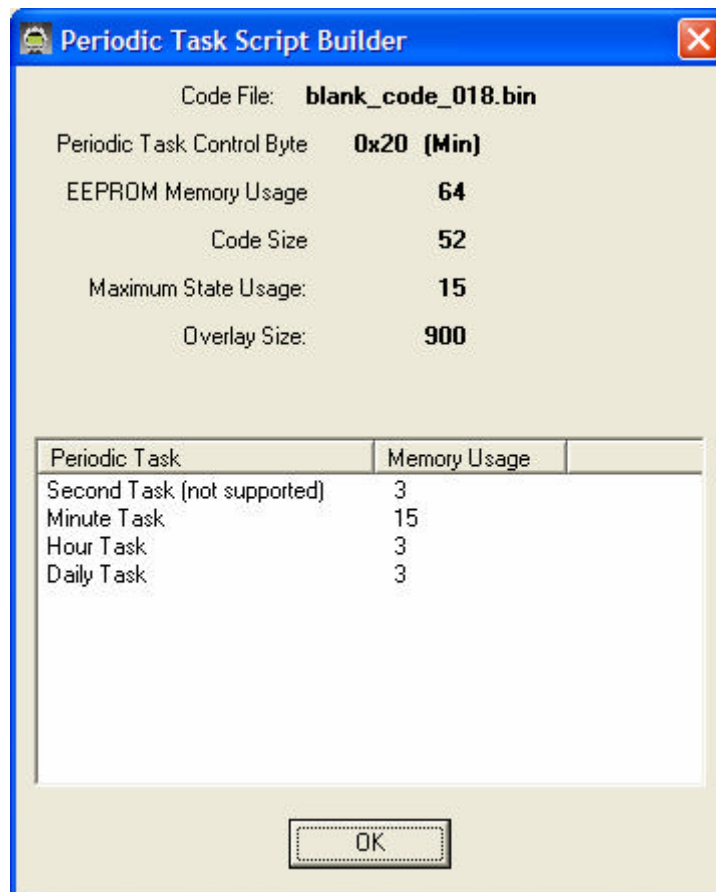 Periodic Task Script Builder
Code File: blank_code_018.bin
Periodic Task Control Byte 0x20 (Min)
EEPROM Memory Usage 64
Code Size 52
Maximum State Usage: 15
Overlay Size: 900
Periodic Task Memory Usage
Second Task (not supported) 3
Minute Task 15
Hour Task 3
Daily Task 3
OK